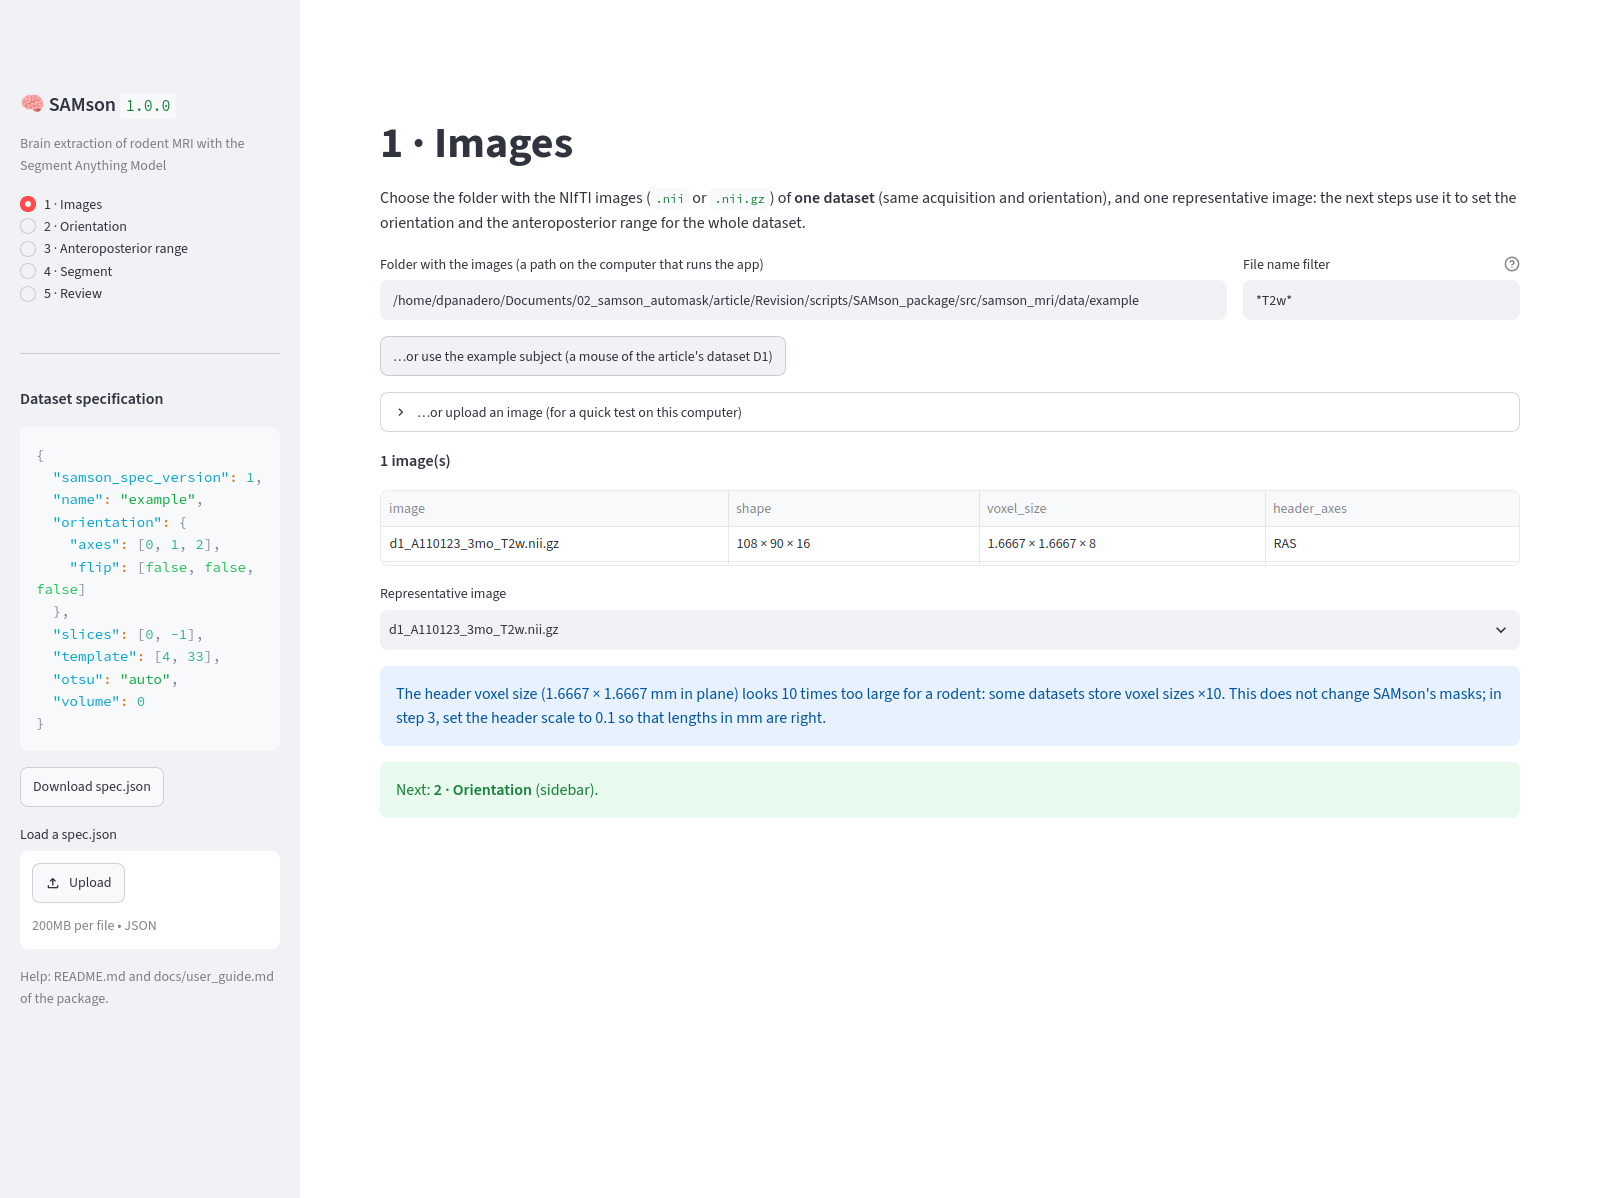 🧠 SAMson 1.0.0
Brain extraction of rodent MRI with the
Segment Anything Model
1 · Images
2 · Orientation
3 · Anteroposterior range
4 · Segment
5 · Review
Dataset specification
{
  "samson_spec_version": 1,
  "name": "example",
  "orientation": {
    "axes": [0, 1, 2],
    "flip": [false, false,
false]
  },
  "slices": [0, -1],
  "template": [4, 33],
  "otsu": "auto",
  "volume": 0
}
Download spec.json
Load a spec.json
Upload
200MB per file • JSON
Help: README.md and docs/user_guide.md
of the package.
1 · Images
Choose the folder with the NIfTI images ( .nii or .nii.gz ) of one dataset (same acquisition and orientation), and one representative image: the next steps use it to set the
orientation and the anteroposterior range for the whole dataset.
Folder with the images (a path on the computer that runs the app)
File name filter
/home/dpanadero/Documents/02_samson_automask/article/Revision/scripts/SAMson_package/src/samson_mri/data/example
*T2w*
…or use the example subject (a mouse of the article's dataset D1)
…or upload an image (for a quick test on this computer)
1 image(s)
image shape voxel_size header_axes
d1_A110123_3mo_T2w.nii.gz 108 × 90 × 16 1.6667 × 1.6667 × 8 RAS
Representative image
d1_A110123_3mo_T2w.nii.gz
The header voxel size (1.6667 × 1.6667 mm in plane) looks 10 times too large for a rodent: some datasets store voxel sizes ×10. This does not change SAMson's masks; in
step 3, set the header scale to 0.1 so that lengths in mm are right.
Next: 2 · Orientation (sidebar).